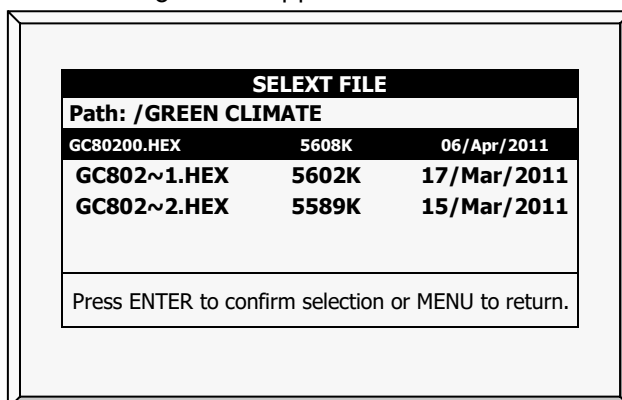 SELEXT FILE
Path: /GREEN CLIMATE
GC80200.HEX 5608K 06/Apr/2011
GC802~1.HEX 5602K 17/Mar/2011
GC802~2.HEX 5589K 15/Mar/2011
Press ENTER to confirm selection or MENU to return.